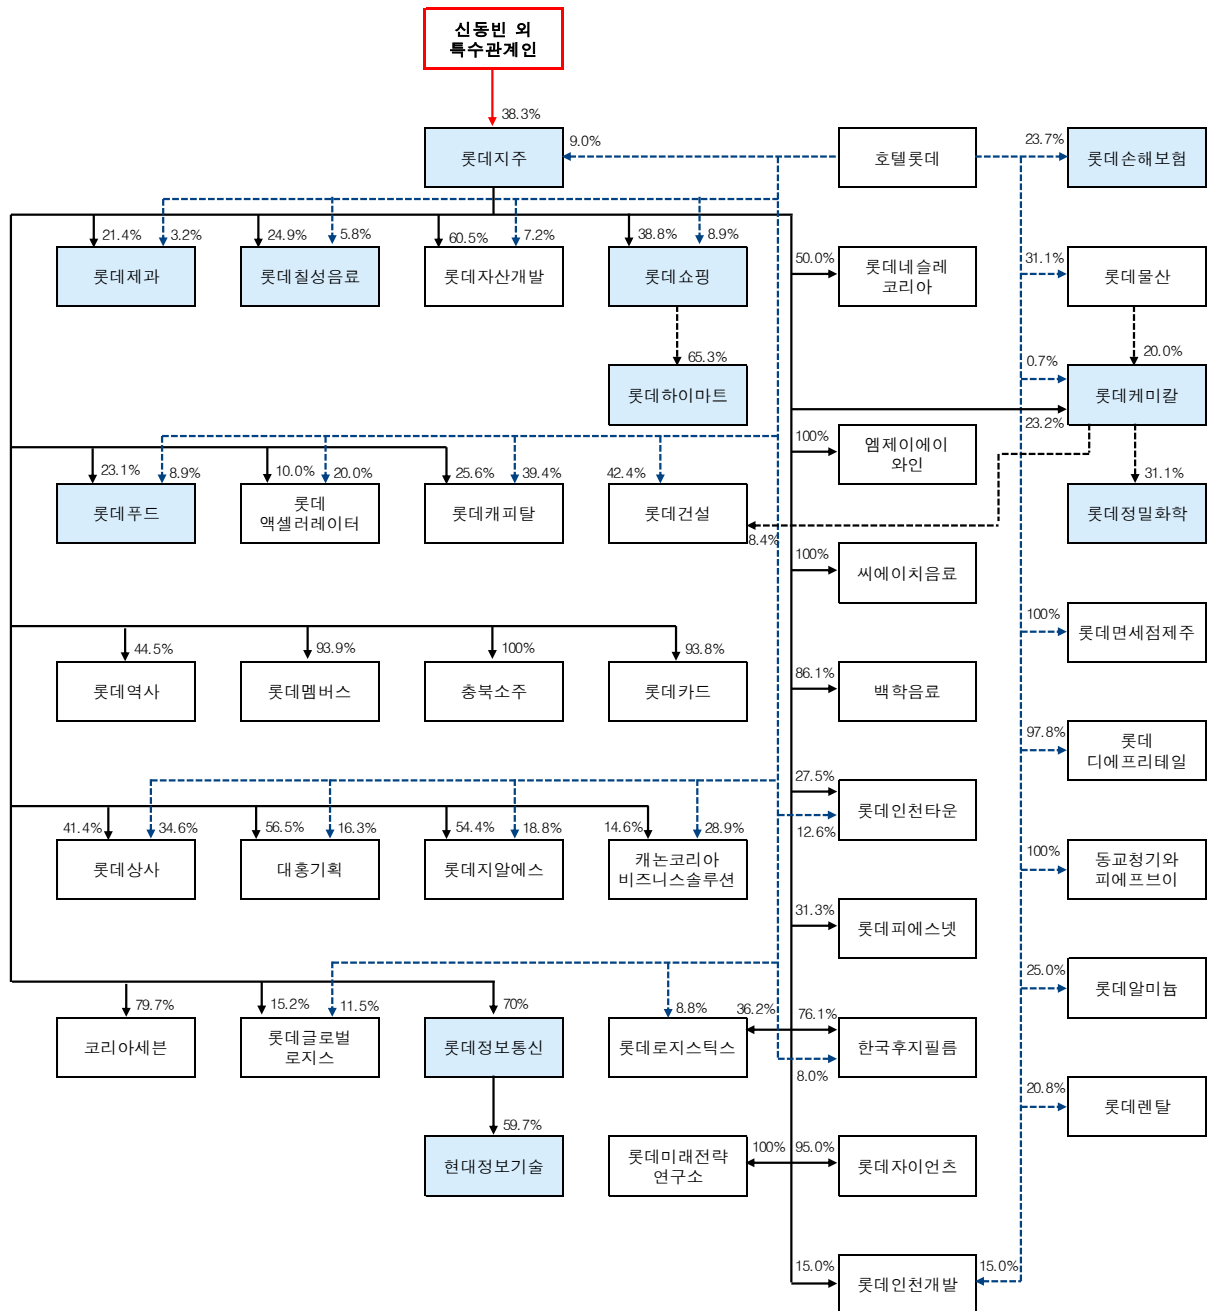 신동빈 외
특수관계인
38.3%
롯데지주
9.0%
호텔롯데
23.7%
롯데손해보험
21.4%
3.2%
롯데제과
24.9%
5.8%
롯데칠성음료
60.5%
7.2%
롯데자산개발
38.8%
8.9%
롯데쇼핑
50.0%
롯데네슬레
코리아
31.1%
롯데물산
65.3%
롯데하이마트
20.0%
0.7%
롯데케미칼
23.2%
100%
엠제이에이
와인
23.1%
8.9%
롯데푸드
10.0%
20.0%
롯데
액셀러레이터
25.6%
39.4%
롯데캐피탈
42.4%
롯데건설
8.4%
31.1%
롯데정밀화학
100%
씨에이치음료
100%
롯데면세점제주
44.5%
롯데역사
93.9%
롯데멤버스
100%
충북소주
93.8%
롯데카드
86.1%
백학음료
97.8%
롯데
디에프리테일
27.5%
롯데인천타운
12.6%
41.4%
34.6%
롯데상사
56.5%
16.3%
대홍기획
54.4%
18.8%
롯데지알에스
14.6%
28.9%
캐논코리아
비즈니스솔루션
100%
동교청기와
피에프브이
31.3%
롯데피에스넷
25.0%
롯데알미늄
79.7%
코리아세븐
15.2%
11.5%
롯데글로벌
로지스
70%
롯데정보통신
8.8%
36.2%
롯데로지스틱스
76.1%
한국후지필름
8.0%
20.8%
롯데렌탈
59.7%
현대정보기술
롯데미래전략
연구소
100%
95.0%
롯데자이언츠
15.0%
롯데인천개발
15.0%